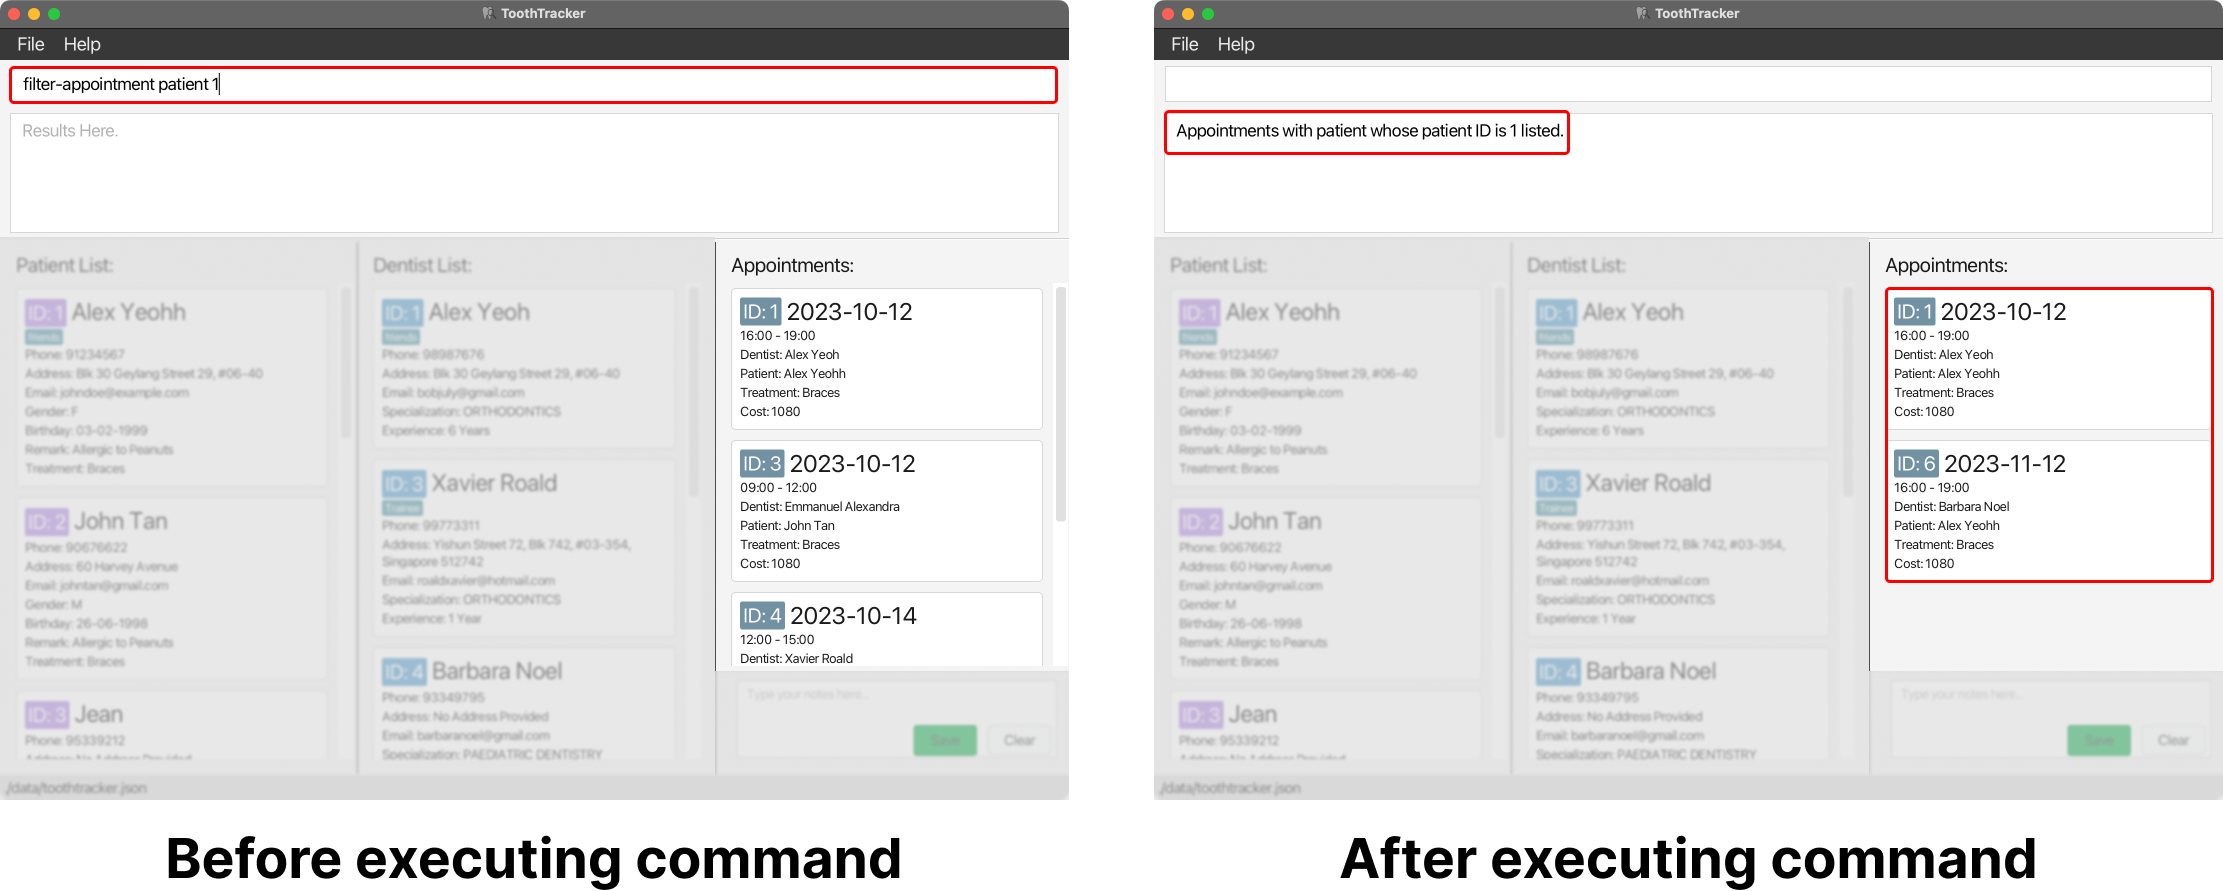 ToothTracker
File Help
filter-appointment patient 1
Results Here.
Patient List:
ID: 1 Alex Yeohh
friends
Phone: 91234567
Address: Blk 30 Geylang Street 29, #06-40
Email: johndoe@example.com
Gender: F
Birthday: 03-02-1999
Remark: Allergic to Peanuts
Treatment: Braces
ID: 2 John Tan
Phone: 90676622
Address: 60 Harvey Avenue
Email: johntan@gmail.com
Gender: M
Birthday: 26-06-1998
Remark: Allergic to Peanuts
Treatment: Braces
ID: 3 Jean
Phone: 95339212
Address: No Address Provided
Dentist List:
ID: 1 Alex Yeoh
friends
Phone: 98987676
Address: Blk 30 Geylang Street 29, #06-40
Email: bobjuly@gmail.com
Specialization: ORTHODONTICS
Experience: 6 Years
ID: 3 Xavier Roald
Trainee
Phone: 99773311
Address: Yishun Street 72, Blk 742, #03-354,
Singapore 512742
Email: roaldxavier@hotmail.com
Specialization: ORTHODONTICS
Experience: 1 Year
ID: 4 Barbara Noel
Phone: 93349795
Address: No Address Provided
Email: barbaranoel@gmail.com
Specialization: PAEDIATRIC DENTISTRY
Appointments:
ID: 1 2023-10-12
16:00 - 19:00
Dentist: Alex Yeoh
Patient: Alex Yeohh
Treatment: Braces
Cost: 1080
ID: 3 2023-10-12
09:00 - 12:00
Dentist: Emmanuel Alexandra
Patient: John Tan
Treatment: Braces
Cost: 1080
ID: 4 2023-10-14
12:00 - 15:00
Dentist: Xavier Roald
Type your notes here...
Save Clear
./data/toothtracker.json
Before executing command
ToothTracker
File Help
Appointments with patient whose patient ID is 1 listed.
Patient List:
ID: 1 Alex Yeohh
friends
Phone: 91234567
Address: Blk 30 Geylang Street 29, #06-40
Email: johndoe@example.com
Gender: F
Birthday: 03-02-1999
Remark: Allergic to Peanuts
Treatment: Braces
ID: 2 John Tan
Phone: 90676622
Address: 60 Harvey Avenue
Email: johntan@gmail.com
Gender: M
Birthday: 26-06-1998
Remark: Allergic to Peanuts
Treatment: Braces
ID: 3 Jean
Phone: 95339212
Address: No Address Provided
Dentist List:
ID: 1 Alex Yeoh
friends
Phone: 98987676
Address: Blk 30 Geylang Street 29, #06-40
Email: bobjuly@gmail.com
Specialization: ORTHODONTICS
Experience: 6 Years
ID: 3 Xavier Roald
Trainee
Phone: 99773311
Address: Yishun Street 72, Blk 742, #03-354,
Singapore 512742
Email: roaldxavier@hotmail.com
Specialization: ORTHODONTICS
Experience: 1 Year
ID: 4 Barbara Noel
Phone: 93349795
Address: No Address Provided
Email: barbaranoel@gmail.com
Specialization: PAEDIATRIC DENTISTRY
Appointments:
ID: 1 2023-10-12
16:00 - 19:00
Dentist: Alex Yeoh
Patient: Alex Yeohh
Treatment: Braces
Cost: 1080
ID: 6 2023-11-12
16:00 - 19:00
Dentist: Barbara Noel
Patient: Alex Yeohh
Treatment: Braces
Cost: 1080
Type your notes here...
Save Clear
./data/toothtracker.json
After executing command